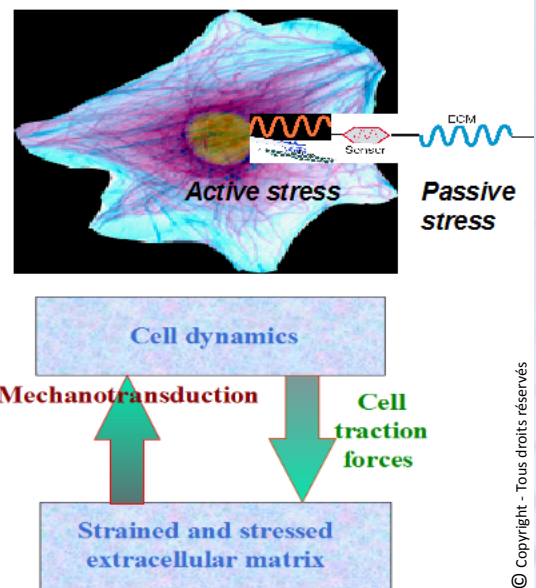 ECM
Sensor
Active stress
Passive
stress
Cell dynamics
Mechanotransduction
Cell
traction
forces
Strained and stressed
extracellular matrix
© Copyright - Tous droits réservés